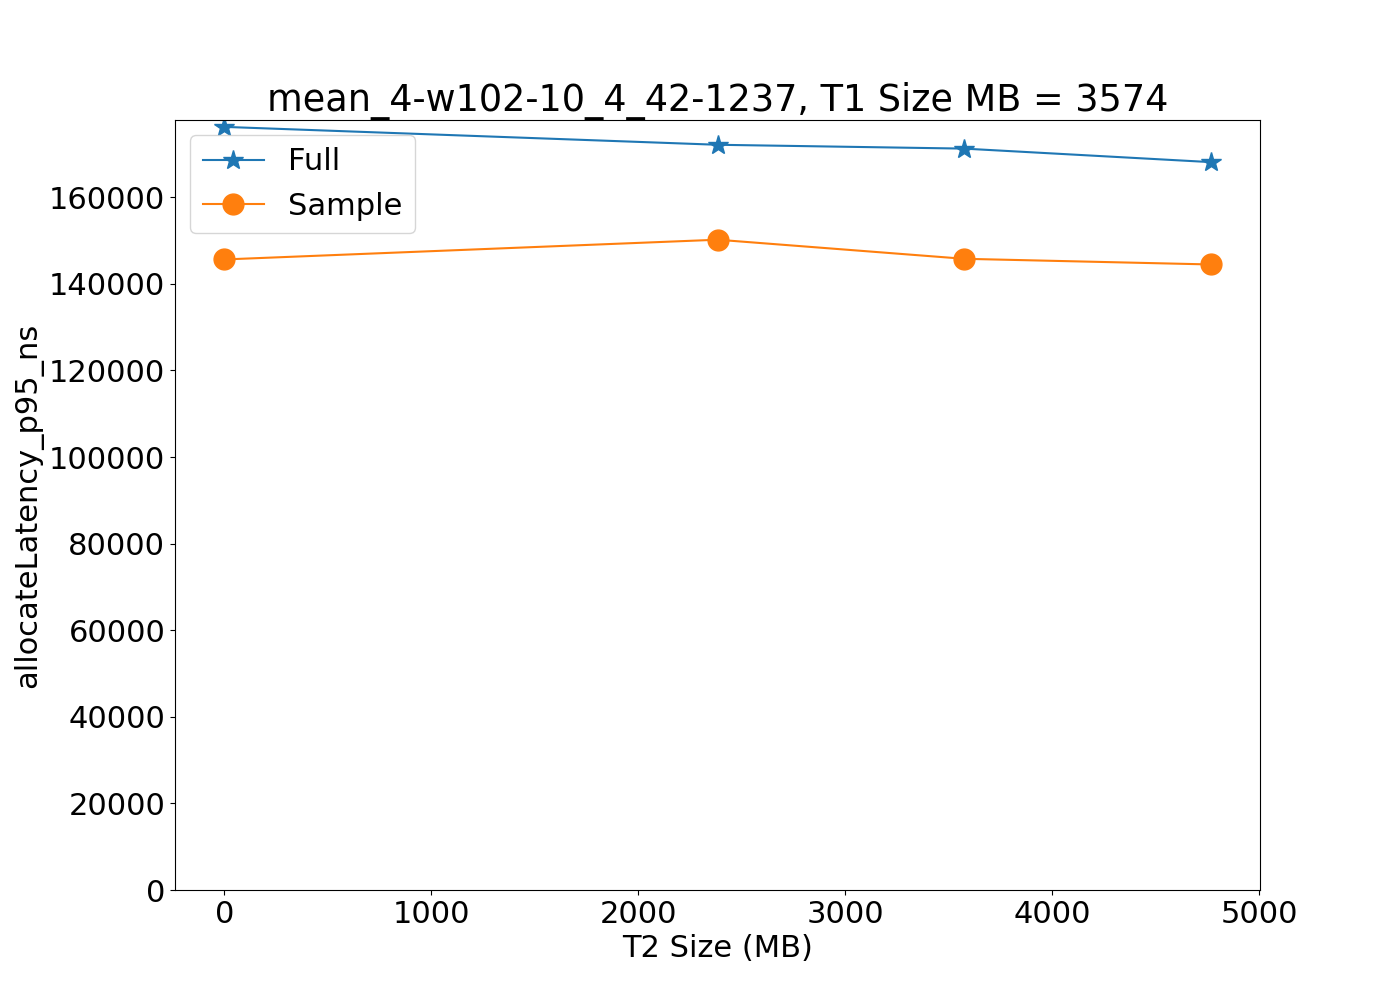 mean_4-w102-10_4_42-1237, T1 Size MB = 3574
Full
Sample
allocateLatency_p95_ns
160000
140000
120000
100000
80000
60000
40000
20000
0
0 1000 2000 3000 4000 5000
T2 Size (MB)